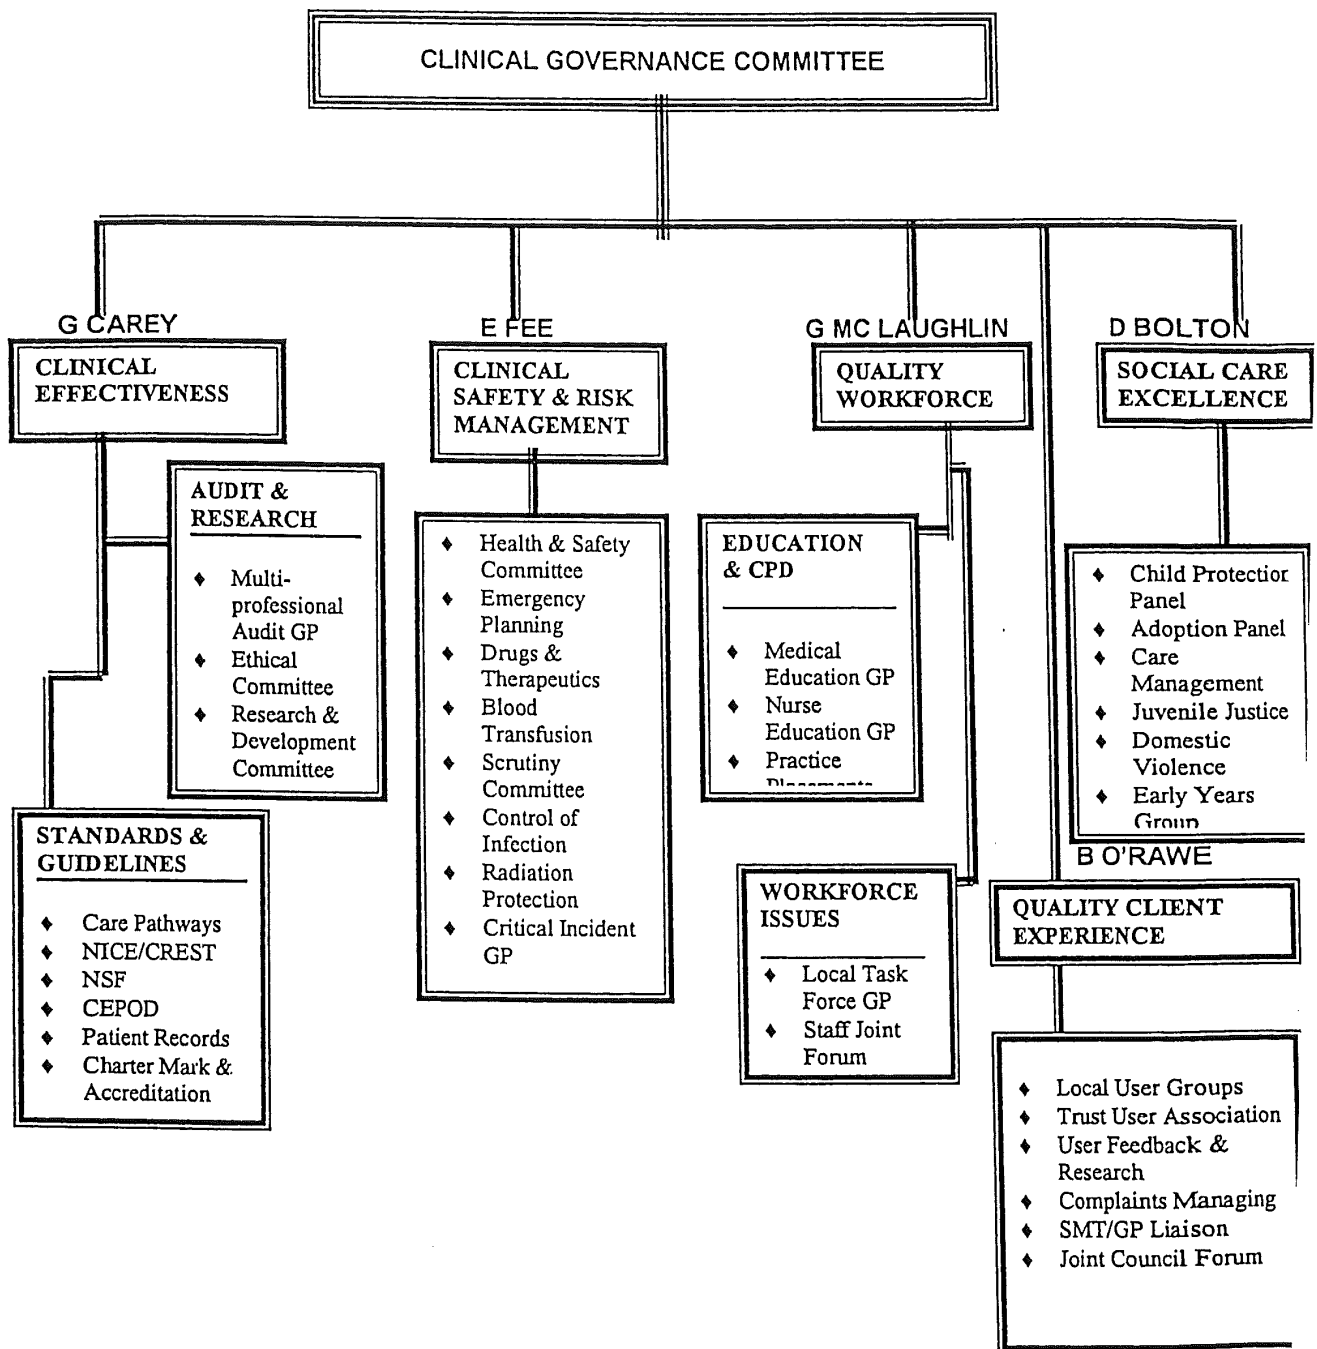 CLINICAL GOVERNANCE COMMITTEE
G CAREY
CLINICAL
EFFECTIVENESS
AUDIT &
RESEARCH
♦ Multi-
professional
Audit GP
♦ Ethical
Committee
♦ Research &
Development
Committee
STANDARDS &
GUIDELINES
♦ Care Pathways
♦ NICE/CREST
♦ NSF
♦ CEPOD
♦ Patient Records
♦ Charter Mark &
Accreditation
E FEE
CLINICAL
SAFETY & RISK
MANAGEMENT
♦ Health & Safety
Committee
♦ Emergency
Planning
♦ Drugs &
Therapeutics
♦ Blood
Transfusion
♦ Scrutiny
Committee
♦ Control of
Infection
♦ Radiation
Protection
♦ Critical Incident
GP
G MC LAUGHLIN
QUALITY
WORKFORCE
EDUCATION
& CPD
♦ Medical
Education GP
♦ Nurse
Education GP
♦ Practice
Placements
WORKFORCE
ISSUES
♦ Local Task
Force GP
♦ Staff Joint
Forum
D BOLTON
SOCIAL CARE
EXCELLENCE
♦ Child Protection
Panel
♦ Adoption Panel
♦ Care
Management
♦ Juvenile Justice
♦ Domestic
Violence
♦ Early Years
Group
B O'RAWE
QUALITY CLIENT
EXPERIENCE
♦ Local User Groups
♦ Trust User Association
♦ User Feedback &
Research
♦ Complaints Managing
♦ SMT/GP Liaison
♦ Joint Council Forum